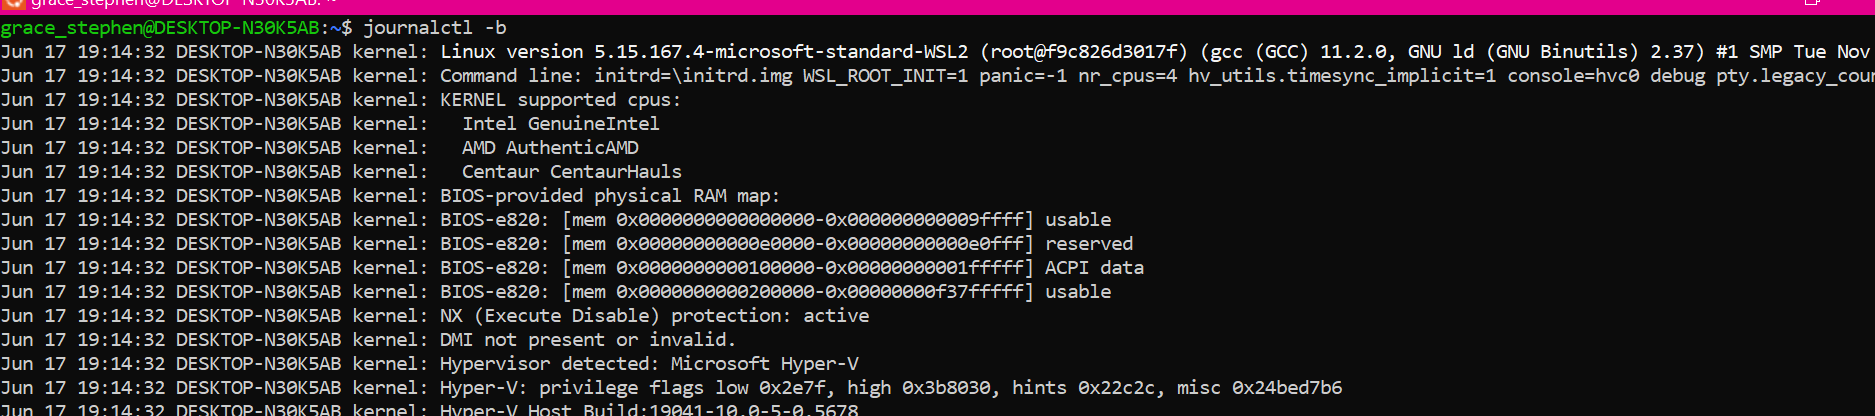 grace_stephen@DESKTOP-N30K5AB: ~
grace_stephen@DESKTOP-N30K5AB:~$ journalctl -b
Jun 17 19:14:32 DESKTOP-N30K5AB kernel: Linux version 5.15.167.4-microsoft-standard-WSL2 (root@f9c826d3017f) (gcc (GCC) 11.2.0, GNU ld (GNU Binutils) 2.37) #1 SMP Tue Nov
Jun 17 19:14:32 DESKTOP-N30K5AB kernel: Command line: initrd=\initrd.img WSL_ROOT_INIT=1 panic=-1 nr_cpus=4 hv_utils.timesync_implicit=1 console=hvc0 debug pty.legacy_cou
Jun 17 19:14:32 DESKTOP-N30K5AB kernel: KERNEL supported cpus:
Jun 17 19:14:32 DESKTOP-N30K5AB kernel:   Intel GenuineIntel
Jun 17 19:14:32 DESKTOP-N30K5AB kernel:   AMD AuthenticAMD
Jun 17 19:14:32 DESKTOP-N30K5AB kernel:   Centaur CentaurHauls
Jun 17 19:14:32 DESKTOP-N30K5AB kernel: BIOS-provided physical RAM map:
Jun 17 19:14:32 DESKTOP-N30K5AB kernel: BIOS-e820: [mem 0x0000000000000000-0x000000000009ffff] usable
Jun 17 19:14:32 DESKTOP-N30K5AB kernel: BIOS-e820: [mem 0x00000000000e0000-0x00000000000e0fff] reserved
Jun 17 19:14:32 DESKTOP-N30K5AB kernel: BIOS-e820: [mem 0x0000000000100000-0x00000000001fffff] ACPI data
Jun 17 19:14:32 DESKTOP-N30K5AB kernel: BIOS-e820: [mem 0x0000000000200000-0x00000000f37fffff] usable
Jun 17 19:14:32 DESKTOP-N30K5AB kernel: NX (Execute Disable) protection: active
Jun 17 19:14:32 DESKTOP-N30K5AB kernel: DMI not present or invalid.
Jun 17 19:14:32 DESKTOP-N30K5AB kernel: Hypervisor detected: Microsoft Hyper-V
Jun 17 19:14:32 DESKTOP-N30K5AB kernel: Hyper-V: privilege flags low 0x2e7f, high 0x3b8030, hints 0x22c2c, misc 0x24bed7b6
Jun 17 19:14:32 DESKTOP-N30K5AB kernel: Hyper-V Host Build:19041-10.0-5-0.5678